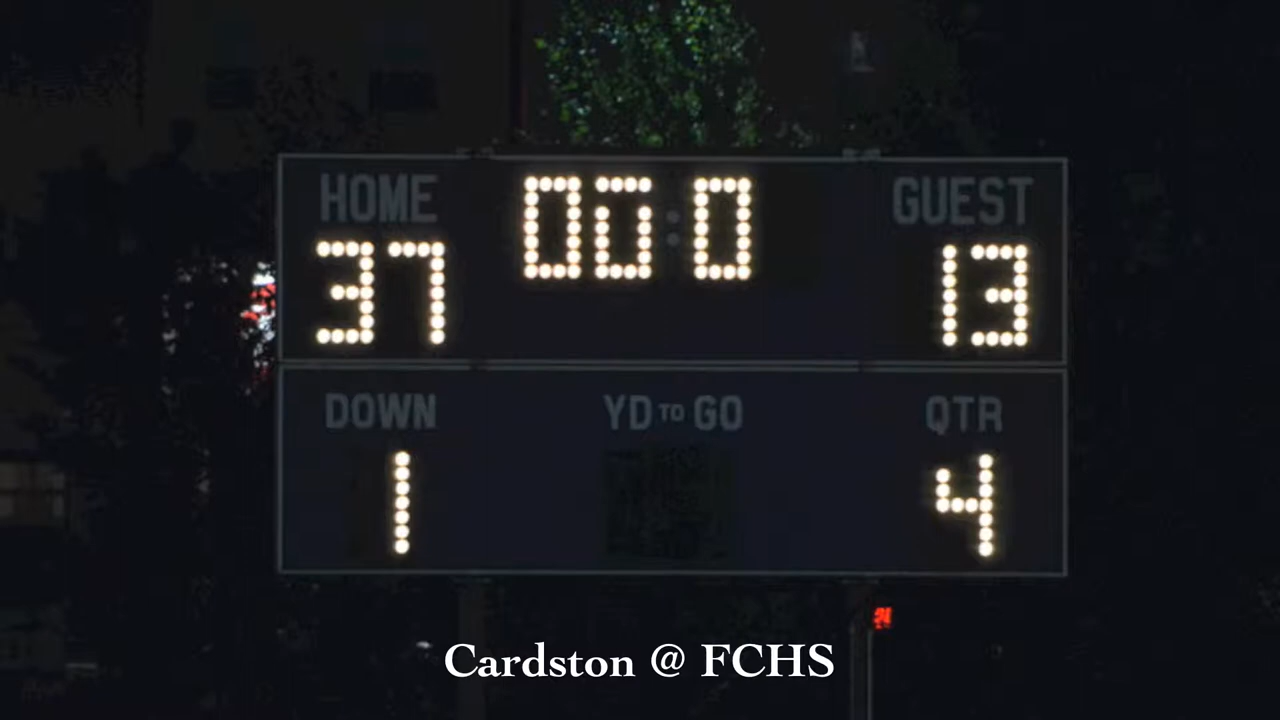 HOME 00:0 GUEST
37 13
DOWN YD TO GO QTR
1 4
Cardston @ FCHS